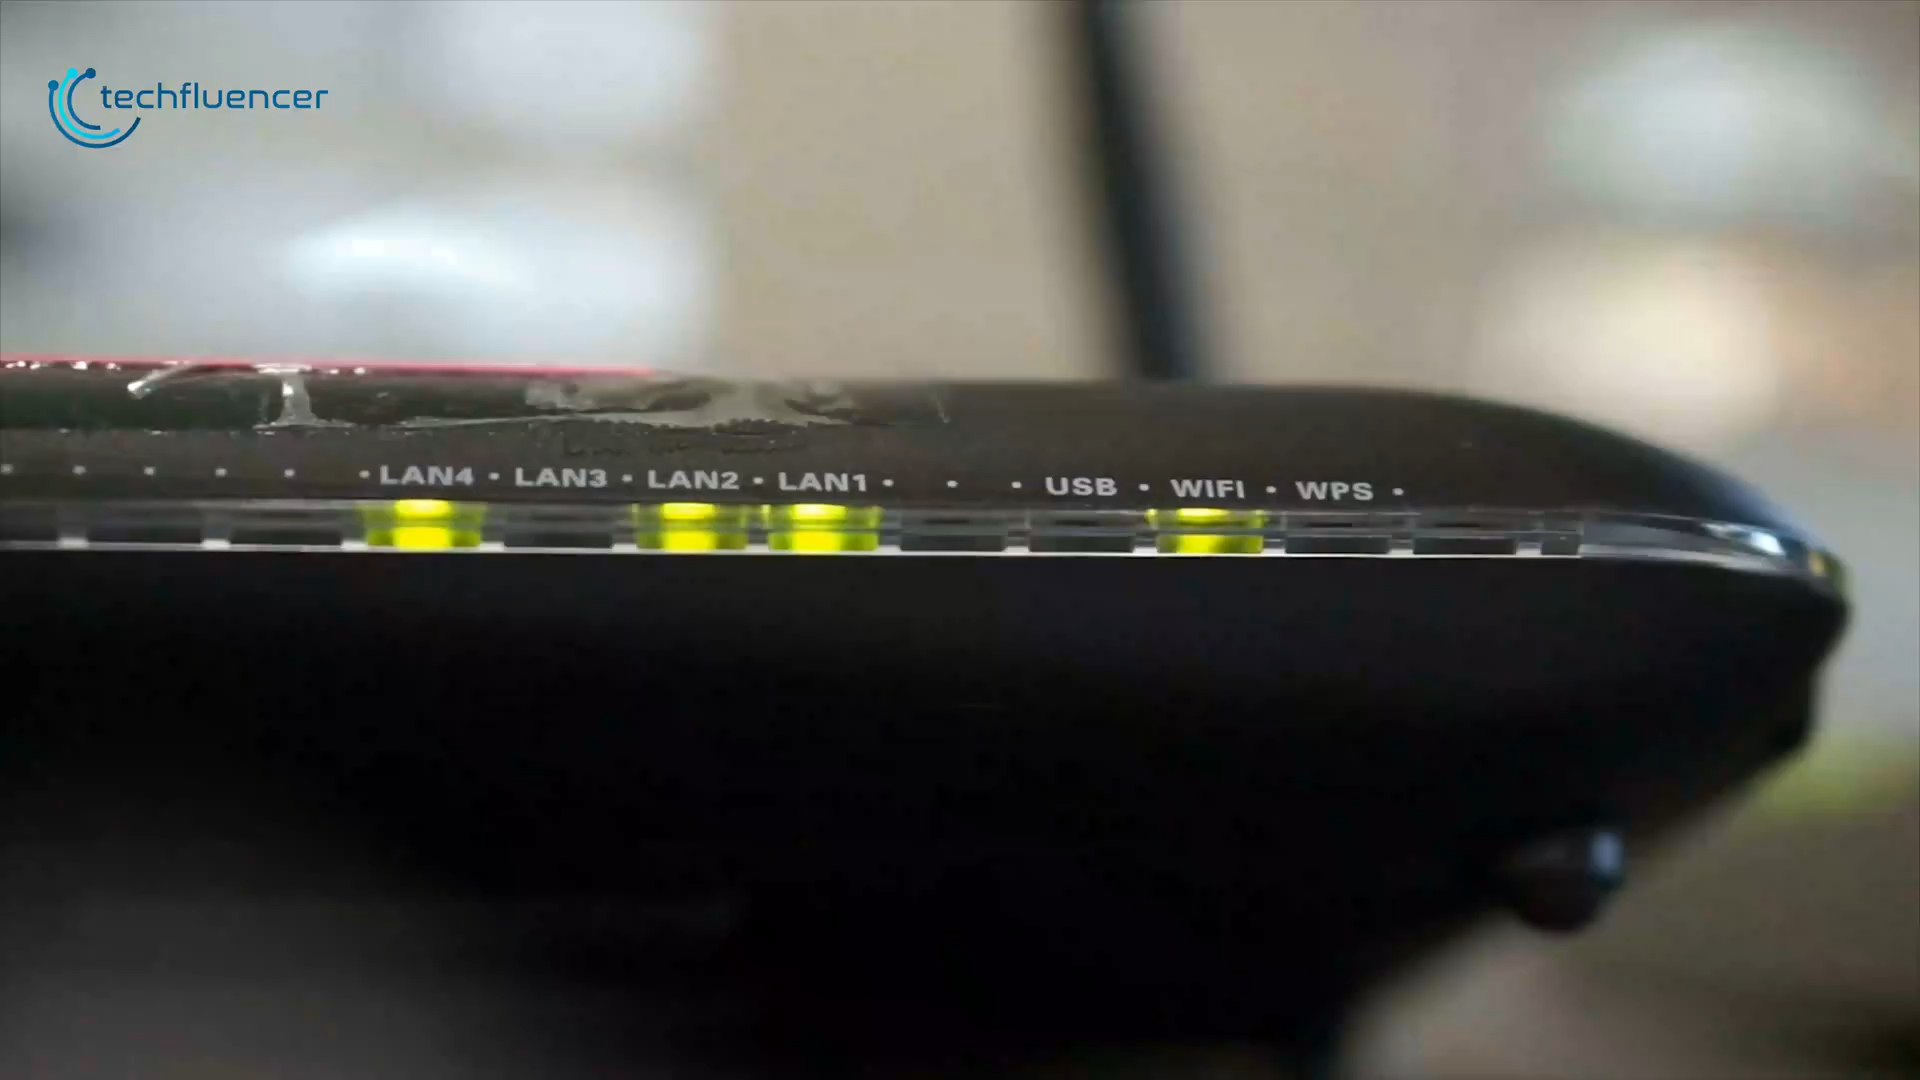 techfluencer
• LAN4 • LAN3 • LAN2 • LAN1 • • • USB • WIFI • WPS •